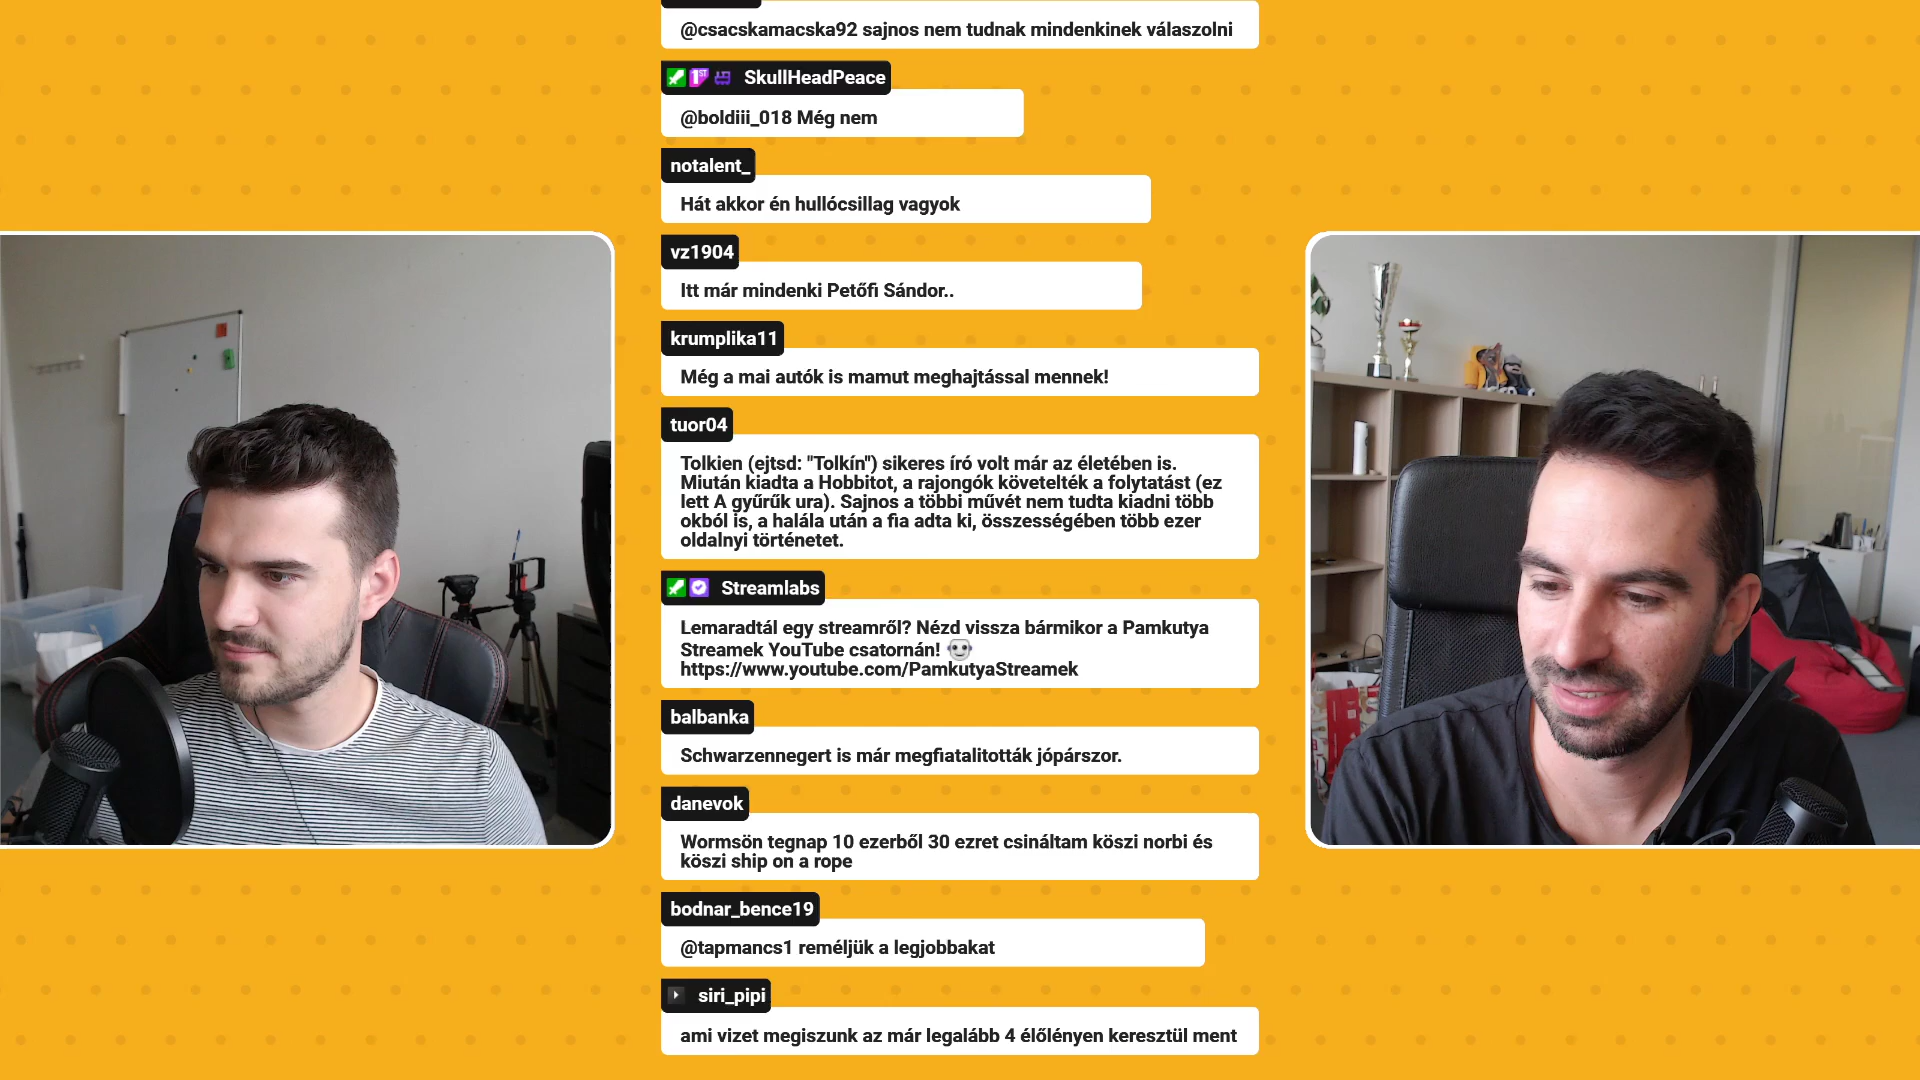 @csacskamacska92 sajnos nem tudnak mindenkinek válaszolni
1ST SkullHeadPeace
@boldiii_018 Még nem
notalent_
Hát akkor én hullócsillag vagyok
vz1904
Itt már mindenki Petőfi Sándor..
krumplika11
Még a mai autók is mamut meghajtással mennek!
tuor04
Tolkien (ejtsd: "Tolkín") sikeres író volt már az életében is.
Miután kiadta a Hobbitot, a rajongók követelték a folytatást (ez
lett A gyűrűk ura). Sajnos a többi művét nem tudta kiadni több
okból is, a halála után a fia adta ki, összességében több ezer
oldalnyi történetet.
Streamlabs
Lemaradtál egy streamről? Nézd vissza bármikor a Pamkutya
Streamek YouTube csatornán!
https://www.youtube.com/PamkutyaStreamek
balbanka
Schwarzennegert is már megfiatalitották jópárszor.
danevok
Wormsön tegnap 10 ezerből 30 ezret csináltam köszi norbi és
köszi ship on a rope
bodnar_bence19
@tapmancs1 reméljük a legjobbakat
siri_pipi
ami vizet megiszunk az már legalább 4 élőlényen keresztül ment